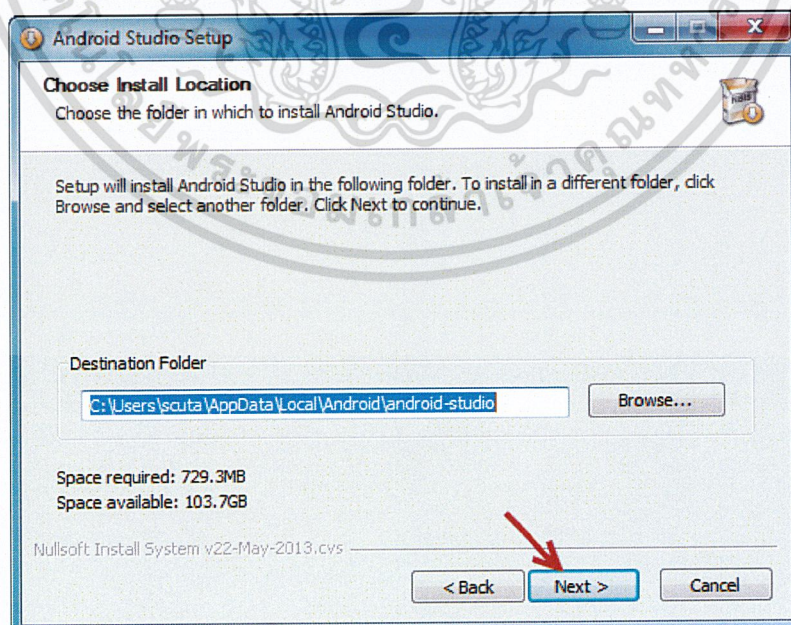 Android Studio Setup
Choose Install Location
Choose the folder in which to install Android Studio.
NSIS
Setup will install Android Studio in the following folder. To install in a different folder, click
Browse and select another folder. Click Next to continue.
Destination Folder
C:\Users\scuta\AppData\Local\Android\android-studio
Browse...
Space required: 729.3MB
Space available: 103.7GB
Nullsoft Install System v22-May-2013.cvs
< Back
Next >
Cancel